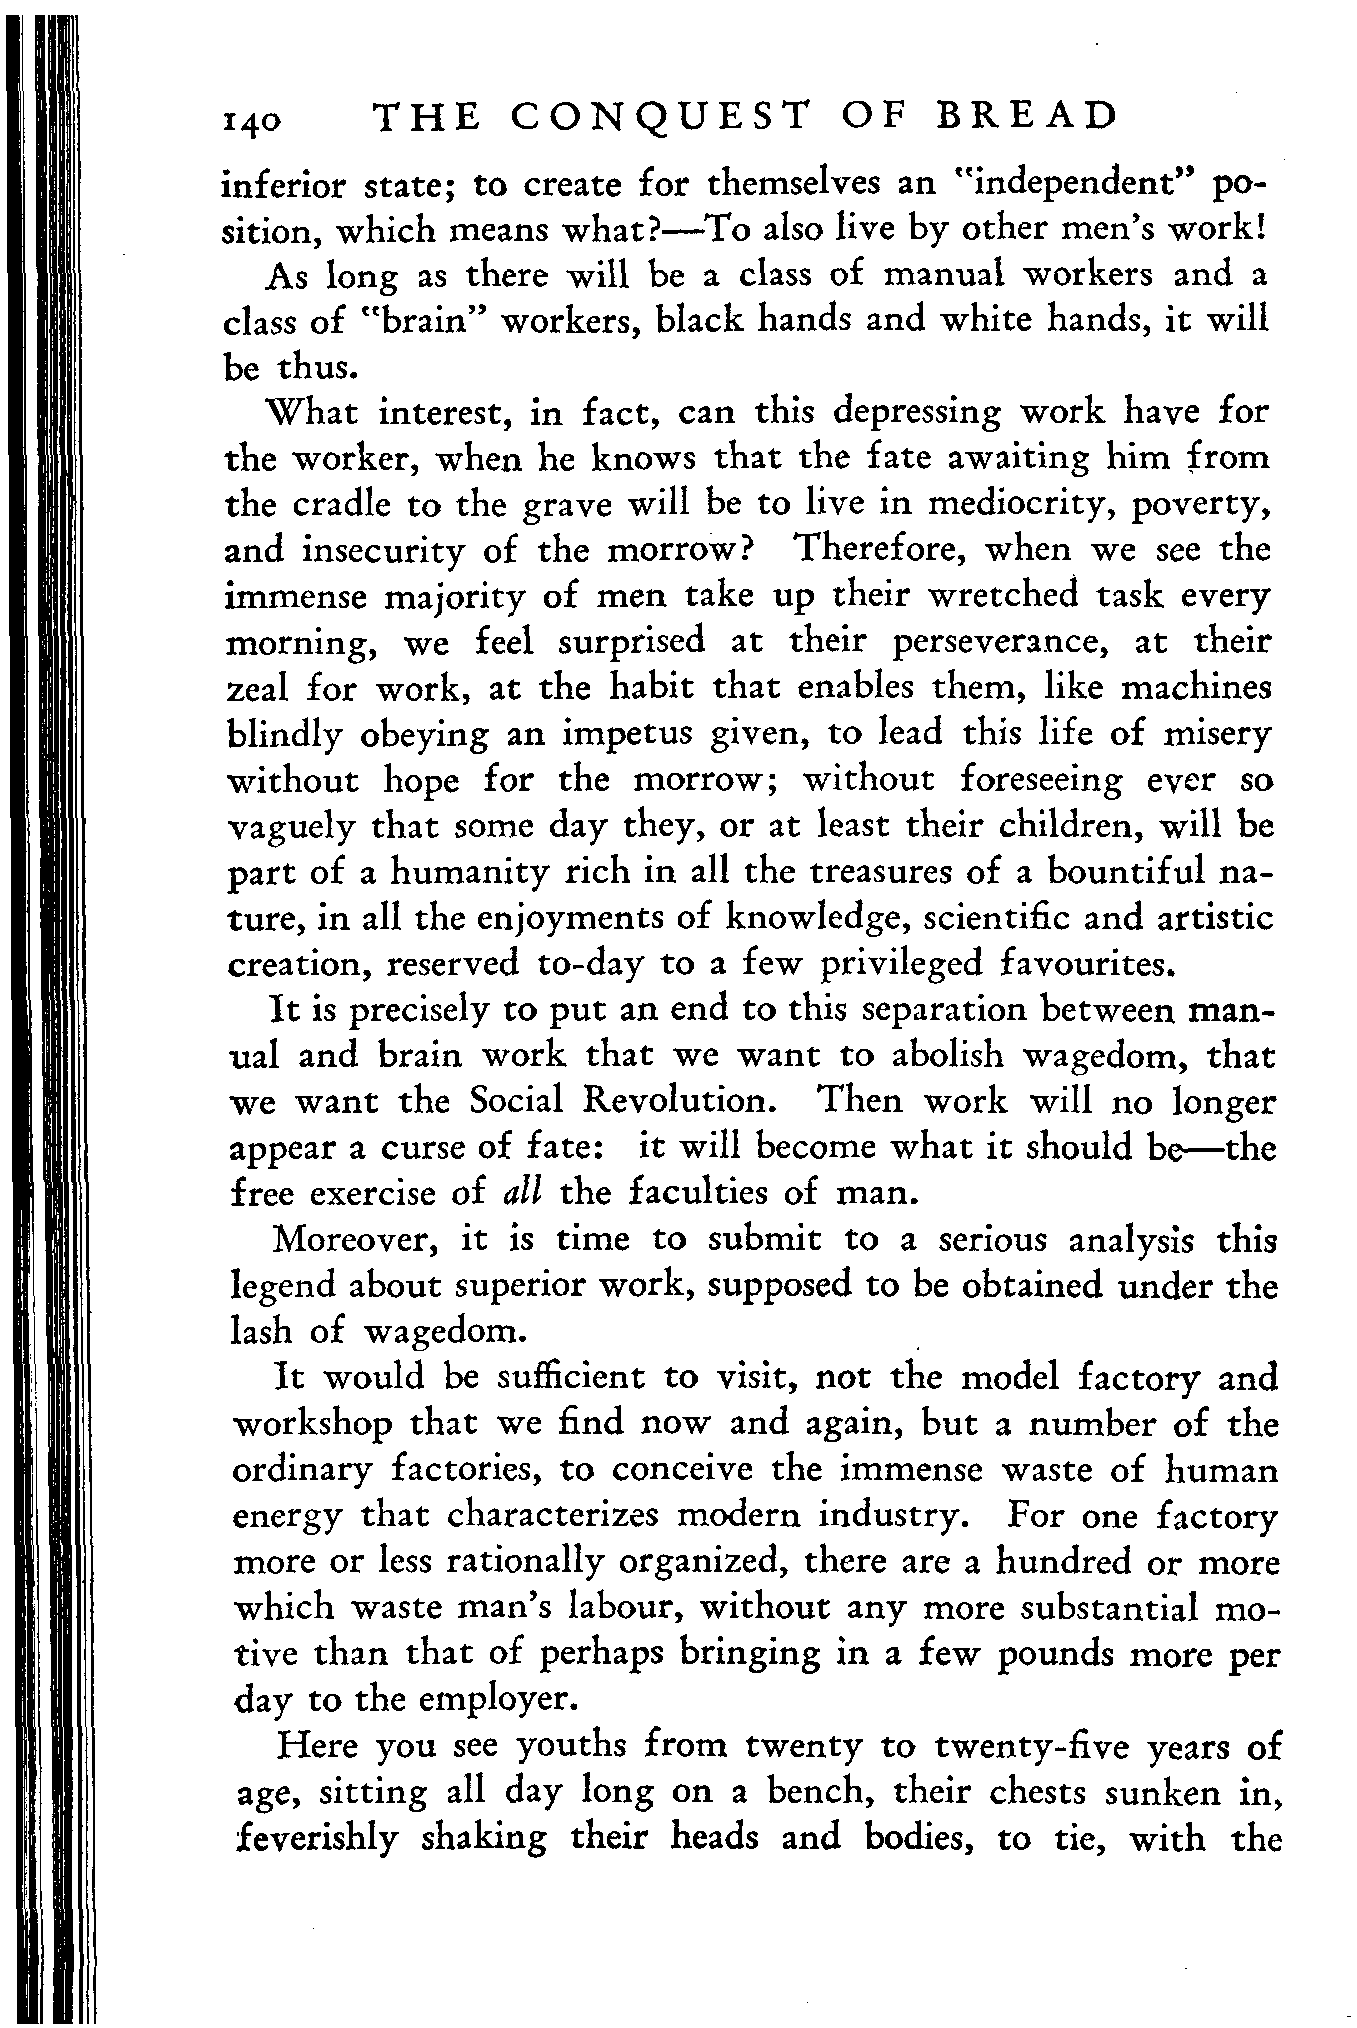 140 THE CONQUEST OF BREAD
inferior state; to create for themselves an "independent" po-
sition, which means what?—To also live by other men's work!
As long as there will be a class of manual workers and a
class of "brain" workers, black hands and white hands, it will
be thus.
What interest, in fact, can this depressing work have for
the worker, when he knows that the fate awaiting him from
the cradle to the grave will be to live in mediocrity, poverty,
and insecurity of the morrow? Therefore, when we see the
immense majority of men take up their wretched task every
morning, we feel surprised at their perseverance, at their
zeal for work, at the habit that enables them, like machines
blindly obeying an impetus given, to lead this life of misery
without hope for the morrow; without foreseeing ever so
vaguely that some day they, or at least their children, will be
part of a humanity rich in all the treasures of a bountiful na-
ture, in all the enjoyments of knowledge, scientific and artistic
creation, reserved to-day to a few privileged favourites.
It is precisely to put an end to this separation between man-
ual and brain work that we want to abolish wagedom, that
we want the Social Revolution. Then work will no longer
appear a curse of fate: it will become what it should be—the
free exercise of all the faculties of man.
Moreover, it is time to submit to a serious analysis this
legend about superior work, supposed to be obtained under the
lash of wagedom.
It would be sufficient to visit, not the model factory and
workshop that we find now and again, but a number of the
ordinary factories, to conceive the immense waste of human
energy that characterizes modern industry. For one factory
more or less rationally organized, there are a hundred or more
which waste man's labour, without any more substantial mo-
tive than that of perhaps bringing in a few pounds more per
day to the employer.
Here you see youths from twenty to twenty-five years of
age, sitting all day long on a bench, their chests sunken in,
feverishly shaking their heads and bodies, to tie, with the